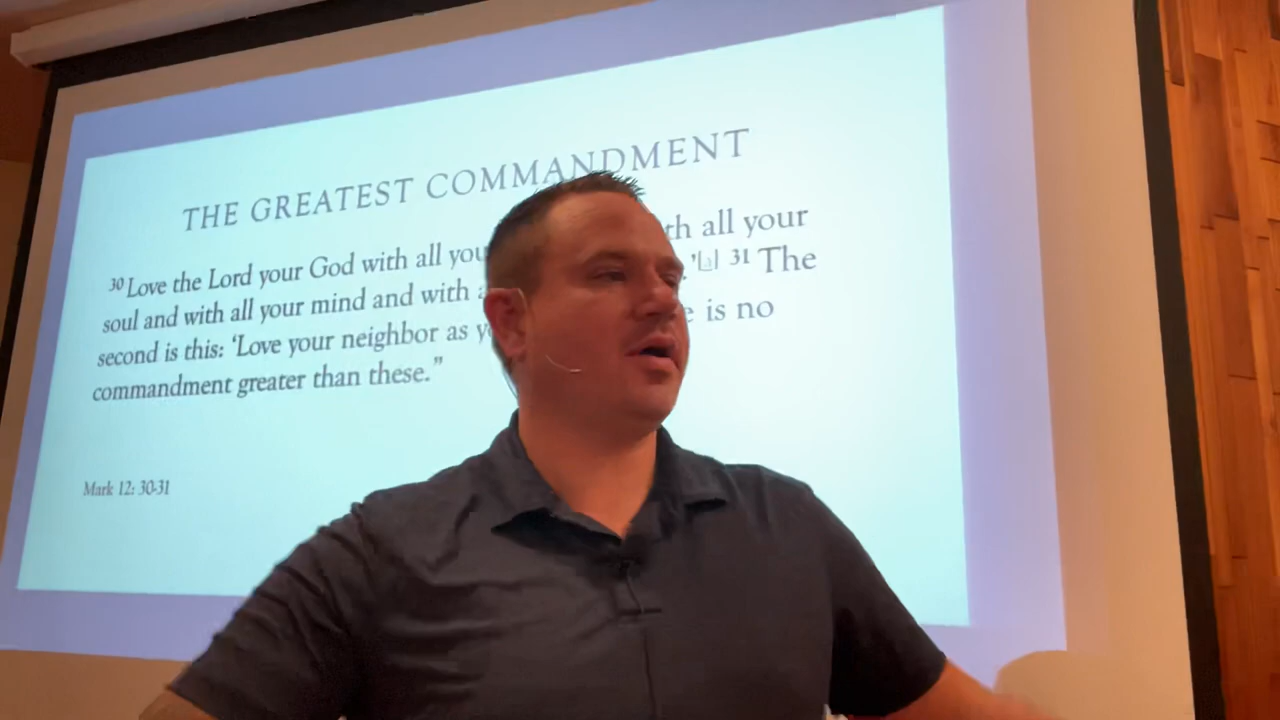 THE GREATEST COMMANDMENT
30 Love the Lord your God with all you th all your
soul and with all your mind and with .' [a] 31 The
second is this: ‘Love your neighbor as is no
commandment greater than these.”
Mark 12: 30-31